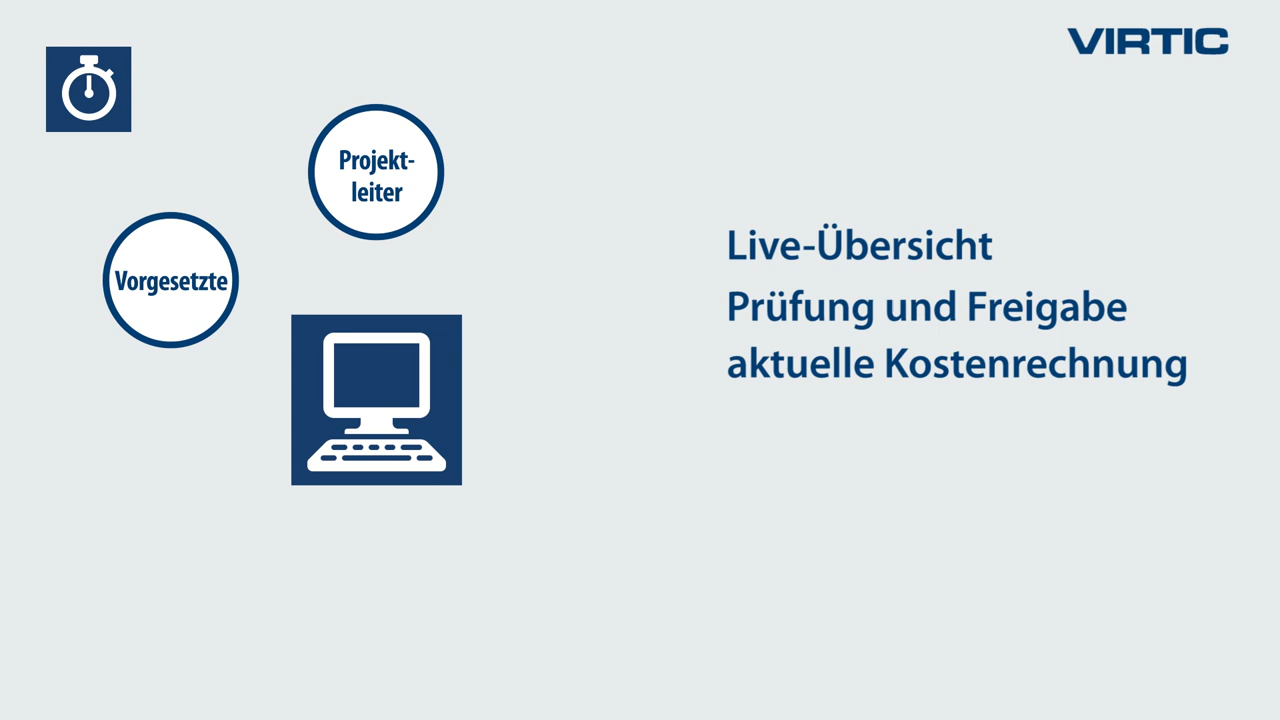 VIRTIC
Projekt-
leiter
Vorgesetzte
Live-Übersicht
Prüfung und Freigabe
aktuelle Kostenrechnung